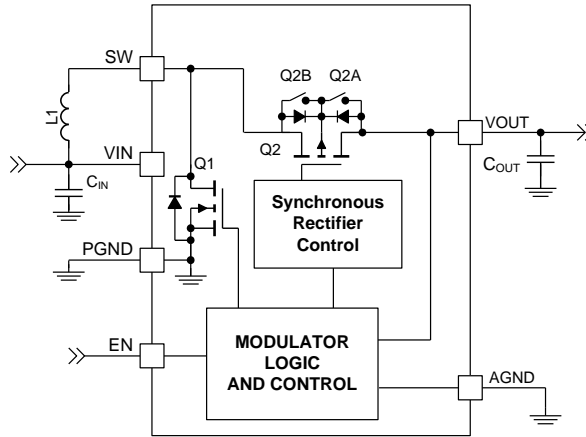 SW
Q2B
Q2A
L1
Q2
VOUT
VIN
Q1
CIN
COUT
Synchronous
Rectifier
Control
PGND
EN
MODULATOR
LOGIC
AND CONTROL
AGND